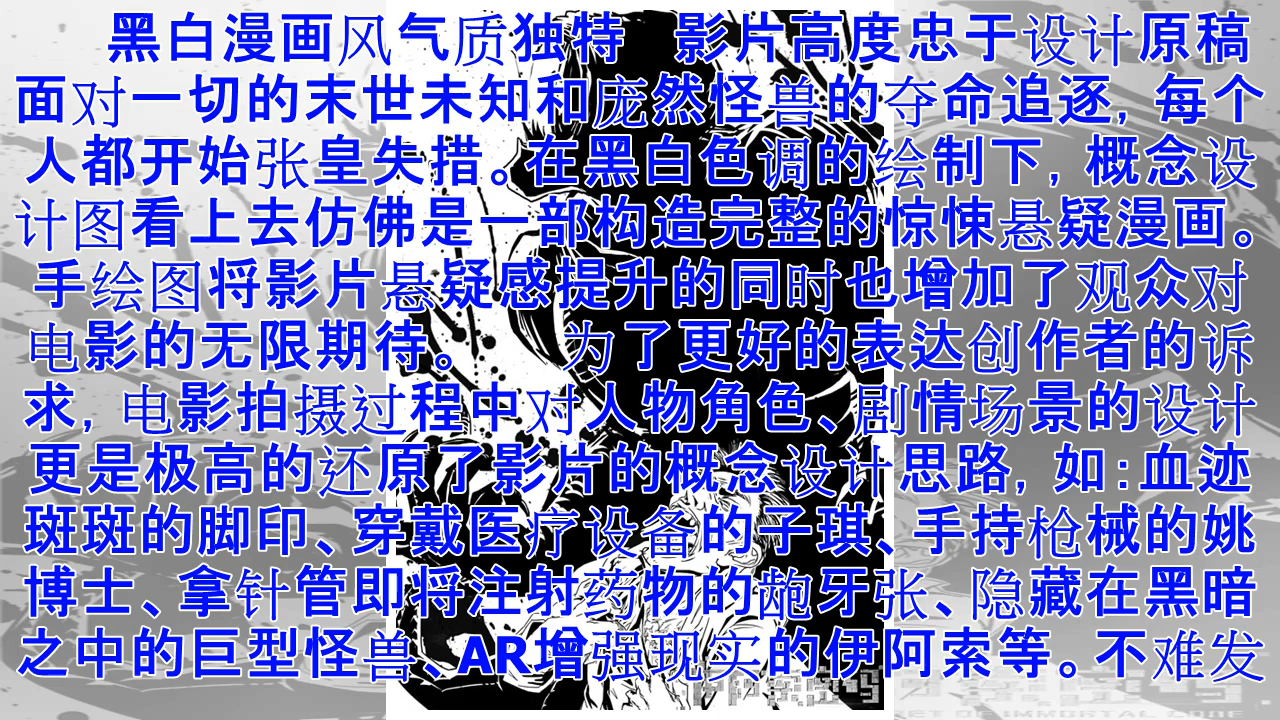 黑白漫画风气质独特 影片高度忠于设计原稿
面对一切的末世未知和庞然怪兽的夺命追逐, 每个
人都开始张皇失措。在黑白色调的绘制下, 概念设
计图看上去仿佛是一部构造完整的惊悚悬疑漫画。
手绘图将影片悬疑感提升的同时也增加了观众对
电影的无限期待。 为了更好的表达创作者的诉
求, 电影拍摄过程中对人物角色、剧情场景的设计
更是极高的还原了影片的概念设计思路, 如:血迹
斑斑的脚印、穿戴医疗设备的子琪、手持枪械的姚
博士、拿针管即将注射药物的龅牙张、隐藏在黑暗
之中的巨型怪兽、AR增强现实的伊阿索等。不难发